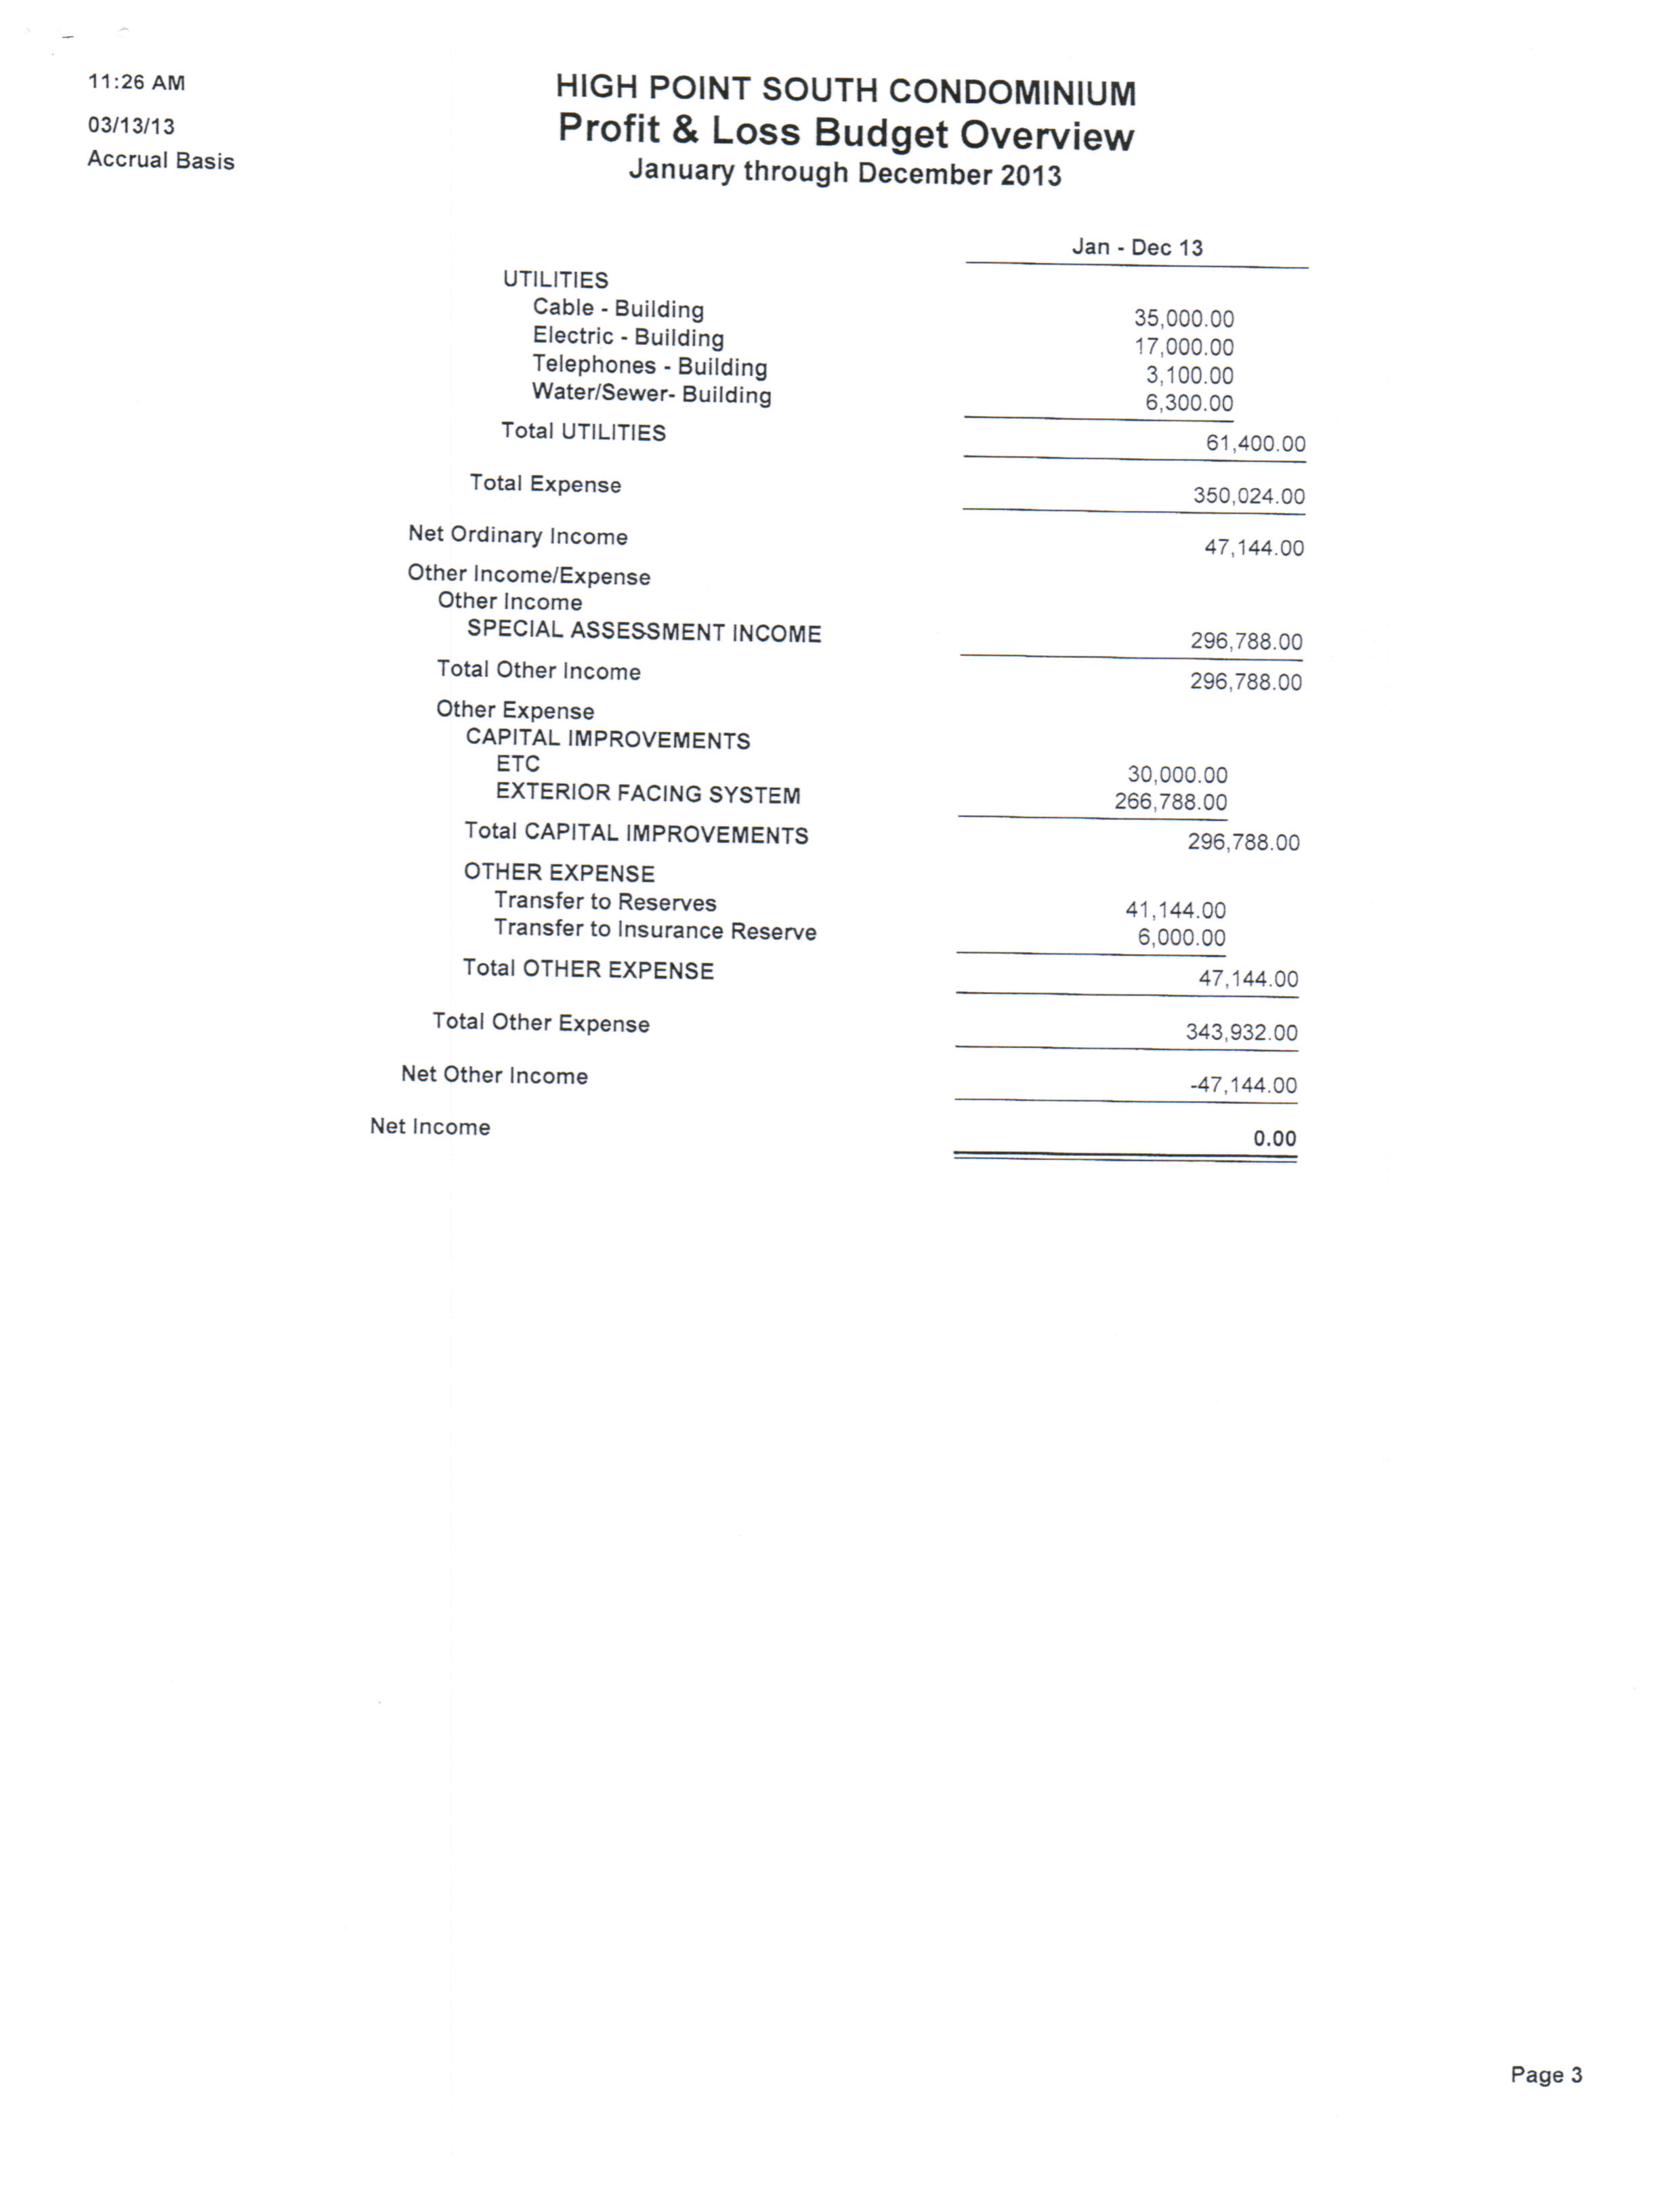 11:26 AM
03/13/13
Accrual Basis
HIGH POINT SOUTH CONDOMINIUM
Profit & Loss Budget Overview
January through December 2013
Jan - Dec 13
UTILITIES
Cable - Building 35,000.00
Electric - Building 17,000.00
Telephones - Building 3,100.00
Water/Sewer- Building 6,300.00
Total UTILITIES 61,400.00
Total Expense 350,024.00
Net Ordinary Income 47,144.00
Other Income/Expense
Other Income
SPECIAL ASSESSMENT INCOME 296,788.00
Total Other Income 296,788.00
Other Expense
CAPITAL IMPROVEMENTS
ETC 30,000.00
EXTERIOR FACING SYSTEM 266,788.00
Total CAPITAL IMPROVEMENTS 296,788.00
OTHER EXPENSE
Transfer to Reserves 41,144.00
Transfer to Insurance Reserve 6,000.00
Total OTHER EXPENSE 47,144.00
Total Other Expense 343,932.00
Net Other Income -47,144.00
Net Income 0.00
Page 3